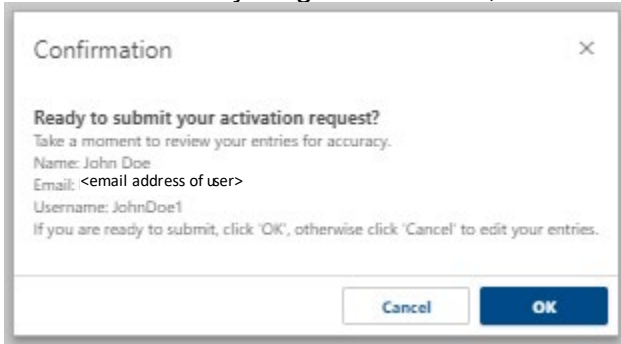 Confirmation
Ready to submit your activation request?
Take a moment to review your entries for accuracy.
Name: John Doe
Email: <email address of user>
Username: JohnDoe1
If you are ready to submit, click 'OK', otherwise click 'Cancel' to edit your entries.
Cancel OK